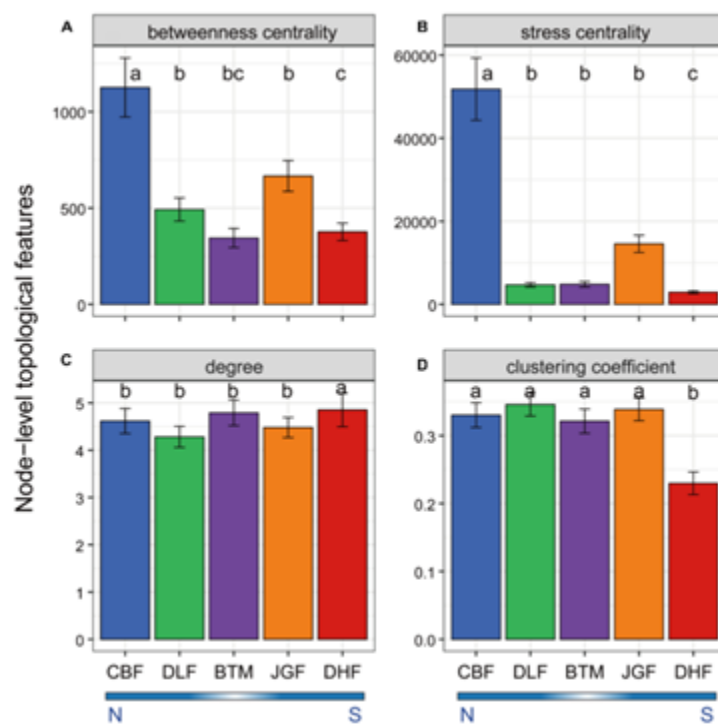 A
betweenness centrality
a b bc b c
1000
500
0
B
stress centrality
a b b b c
60000
40000
20000
0
Node-level topological features
C
degree
b b b b a
5
4
3
2
1
0
CBF DLF BTM JGF DHF
N S
D
clustering coefficient
a a a a b
0.3
0.2
0.1
0.0
CBF DLF BTM JGF DHF
N S